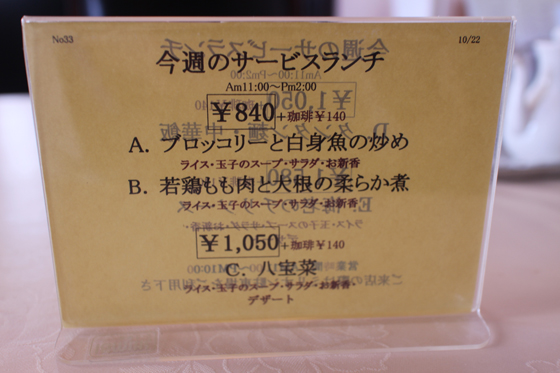 No33
10/22
今週のサービスランチ
Am11:00～Pm2:00
￥840+珈琲￥140
A. ブロッコリーと白身魚の炒め
ライス・玉子のスープ・サラダ・お新香
B. 若鶏もも肉と大根の柔らか煮
ライス・玉子のスープ・サラダ・お新香
￥1,050+珈琲￥140
C. 八宝菜
ライス・玉子のスープ・サラダ・お新香・
デザート